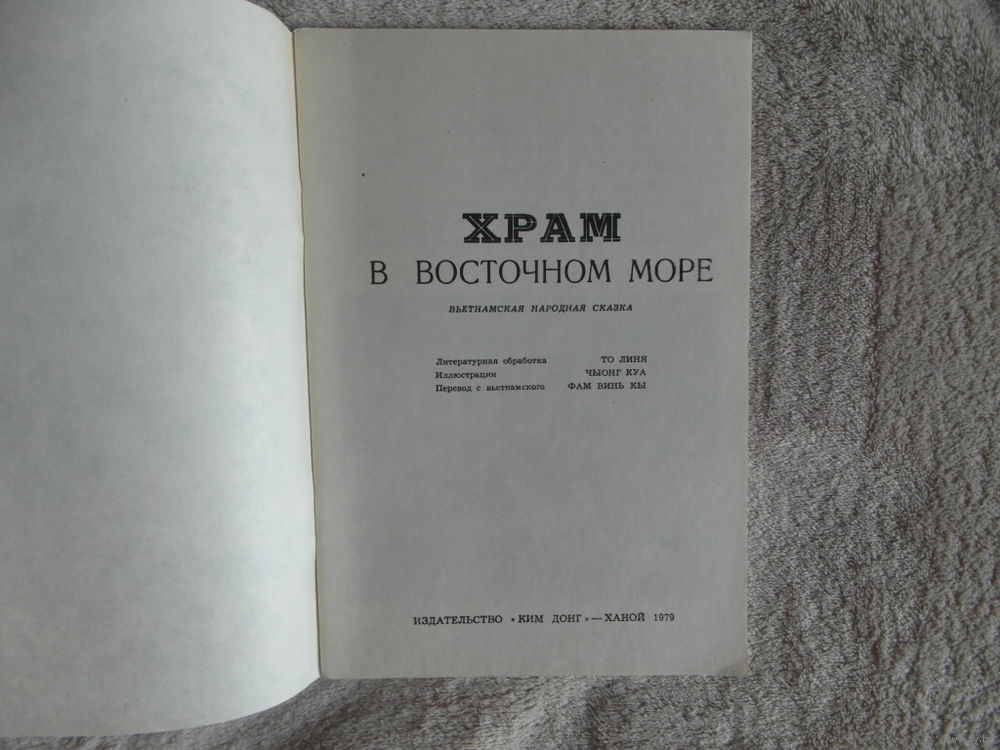 ХРАМ
В ВОСТОЧНОМ МОРЕ
ВЬЕТНАМСКАЯ НАРОДНАЯ СКАЗКА
Литературная обработка ТО ЛИНЯ
Иллюстрации ЧЫОНГ КУА
Перевод с вьетнамского ФАМ ВИНЬ КЫ
ИЗДАТЕЛЬСТВО «КИМ ДОНГ» — ХАНОЙ 1979